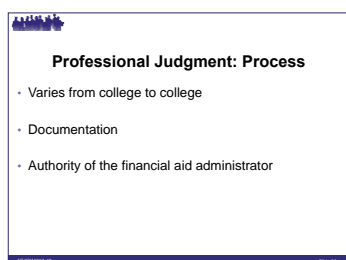 Professional Judgment: Process
• Varies from college to college
• Documentation
• Authority of the financial aid administrator